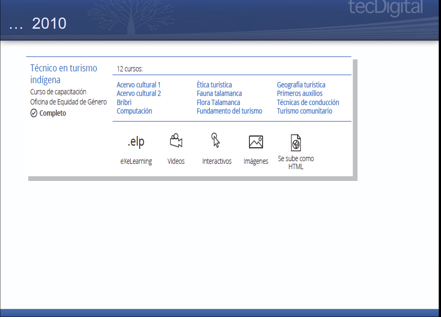 tecDigital
... 2010
Técnico en turismo
indígena
Curso de capacitación
Oficina de Equidad de Género
Completo
12 cursos:
Acervo cultural 1
Acervo cultural 2
Bribri
Computación
Ética turística
Fauna talamanca
Flora Talamanca
Fundamento del turismo
Geografía turística
Primeros auxilios
Técnicas de conducción
Turismo comunitario
.elp
eXeLearning
Videos
Interactivos
Imágenes
Se sube como
HTML